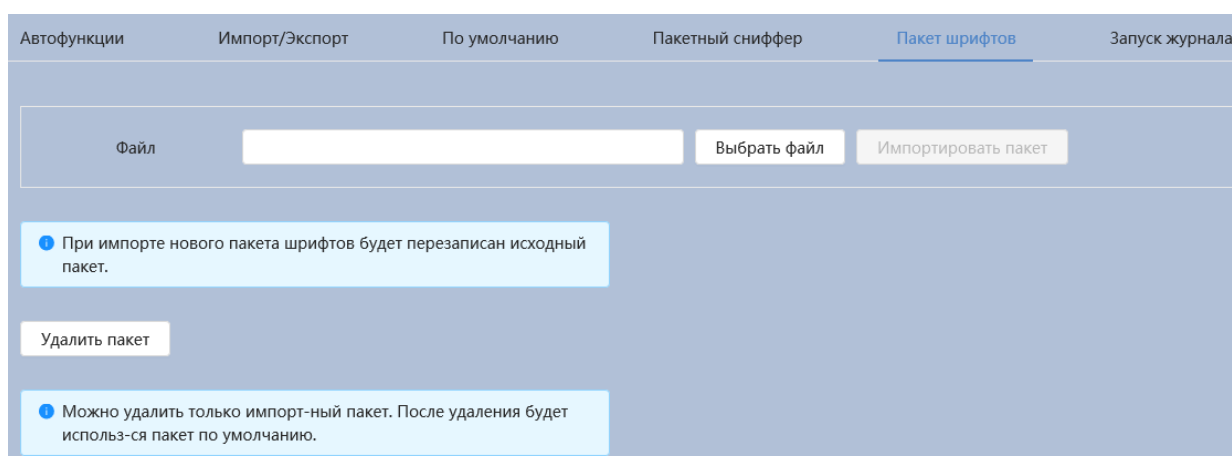 Автофункции Импорт/Экспорт По умолчанию Пакетный сниффер Пакет шрифтов Запуск журнала
Файл Выбрать файл Импортировать пакет
При импорте нового пакета шрифтов будет перезаписан исходный
пакет.
Удалить пакет
Можно удалить только импорт-ный пакет. После удаления будет
использ-ся пакет по умолчанию.